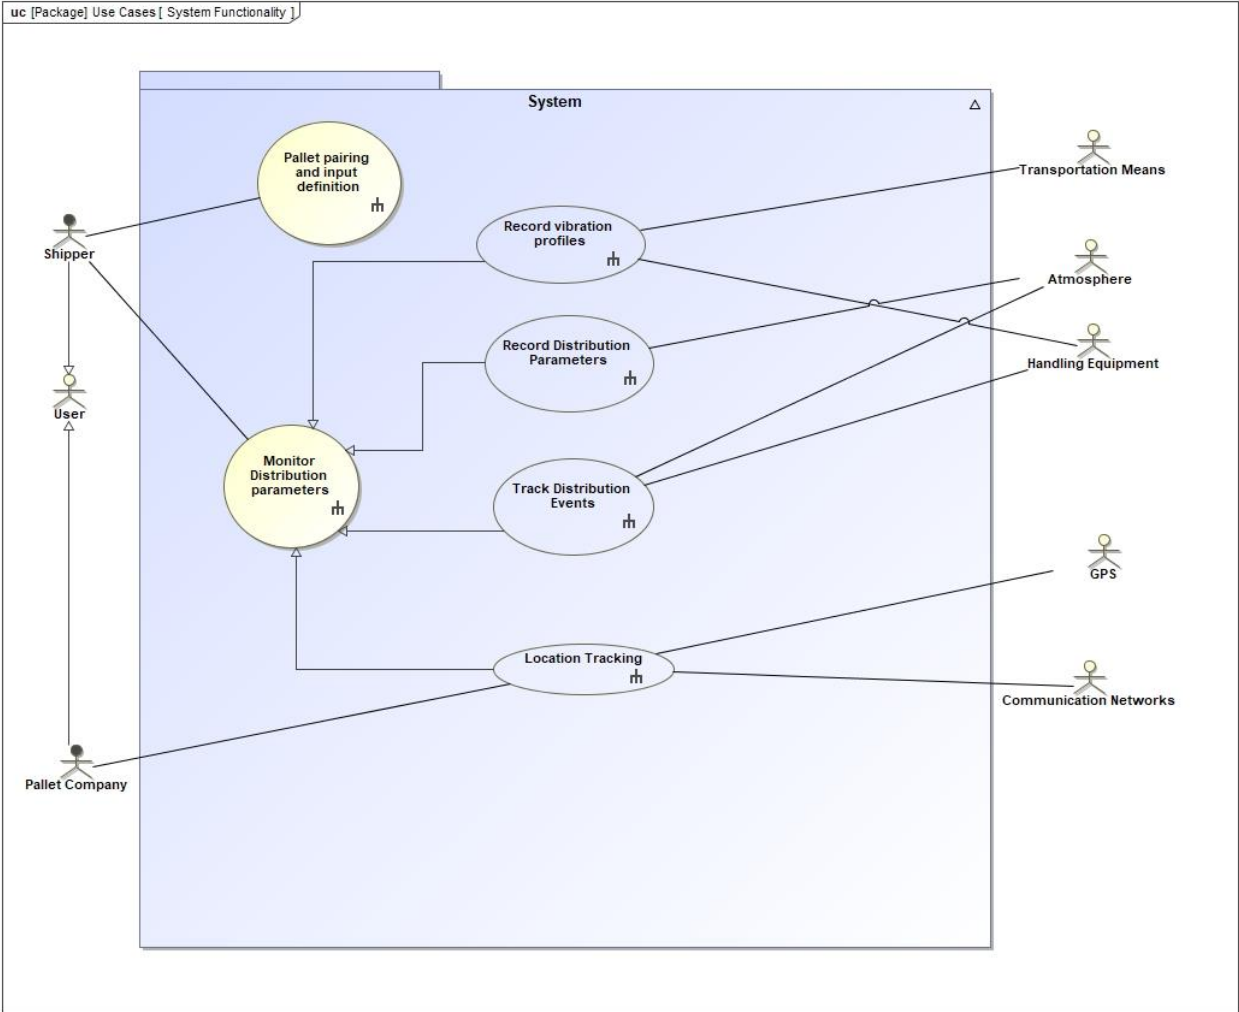 uc [Package] Use Cases [ System Functionality ]
System
Pallet pairing
and input
definition
Transportation Means
Record vibration
profiles
Shipper
Atmosphere
Record Distribution
Parameters
Handling Equipment
User
Monitor
Distribution
parameters
Track Distribution
Events
GPS
Location Tracking
Communication Networks
Pallet Company